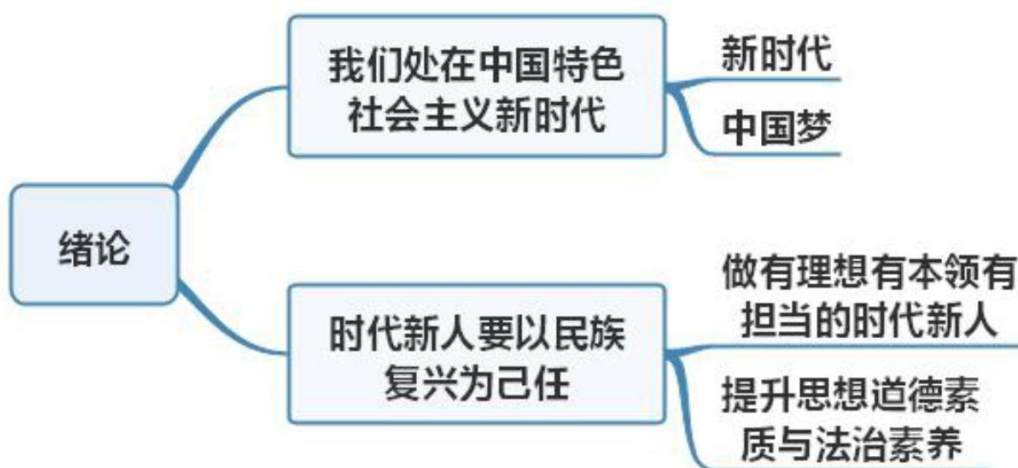 我们处在中国特色
社会主义新时代
新时代
中国梦
绪论
时代新人要以民族
复兴为己任
做有理想有本领有
担当的时代新人
提升思想道德素
质与法治素养